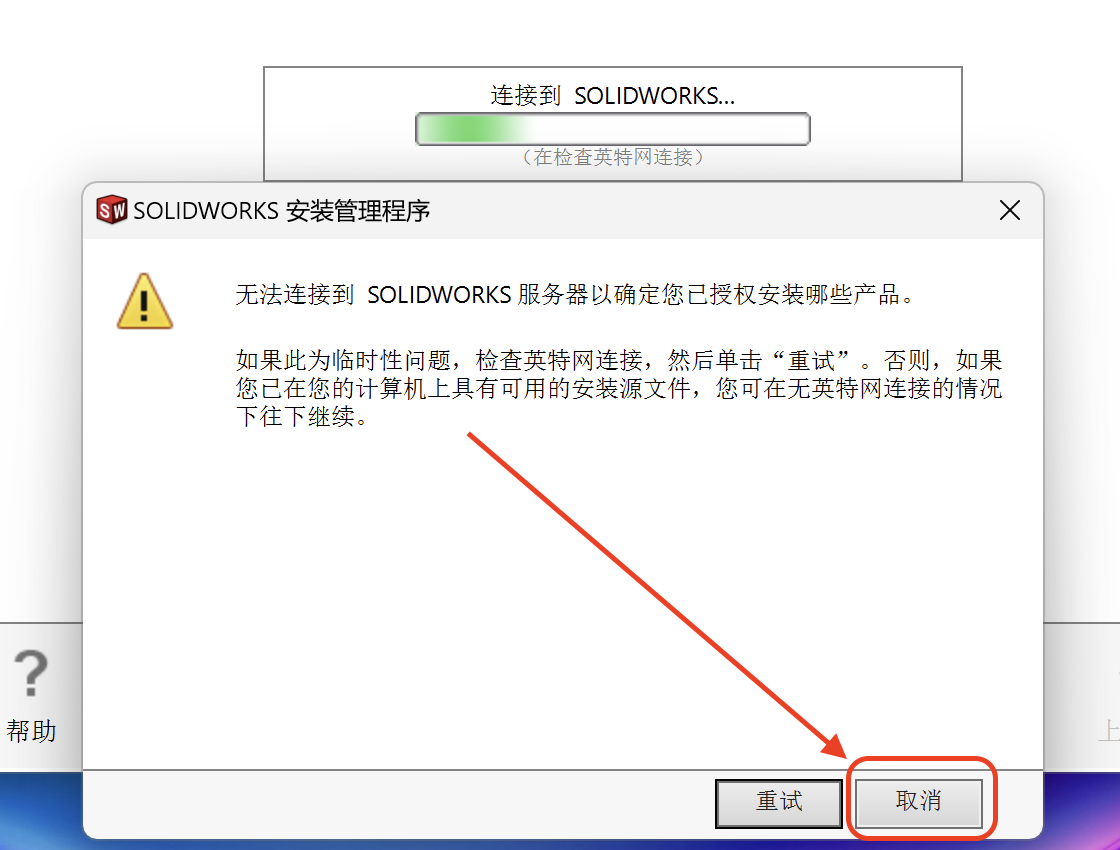 连接到 SOLIDWORKS...
（在检查英特网连接）
SW SOLIDWORKS 安装管理程序
无法连接到 SOLIDWORKS 服务器以确定您已授权安装哪些产品。
如果此为临时性问题，检查英特网连接，然后单击“重试”。否则，如果
您已在您的计算机上具有可用的安装源文件，您可在无英特网连接的情况
下往下继续。
?
帮助
上
重试 取消